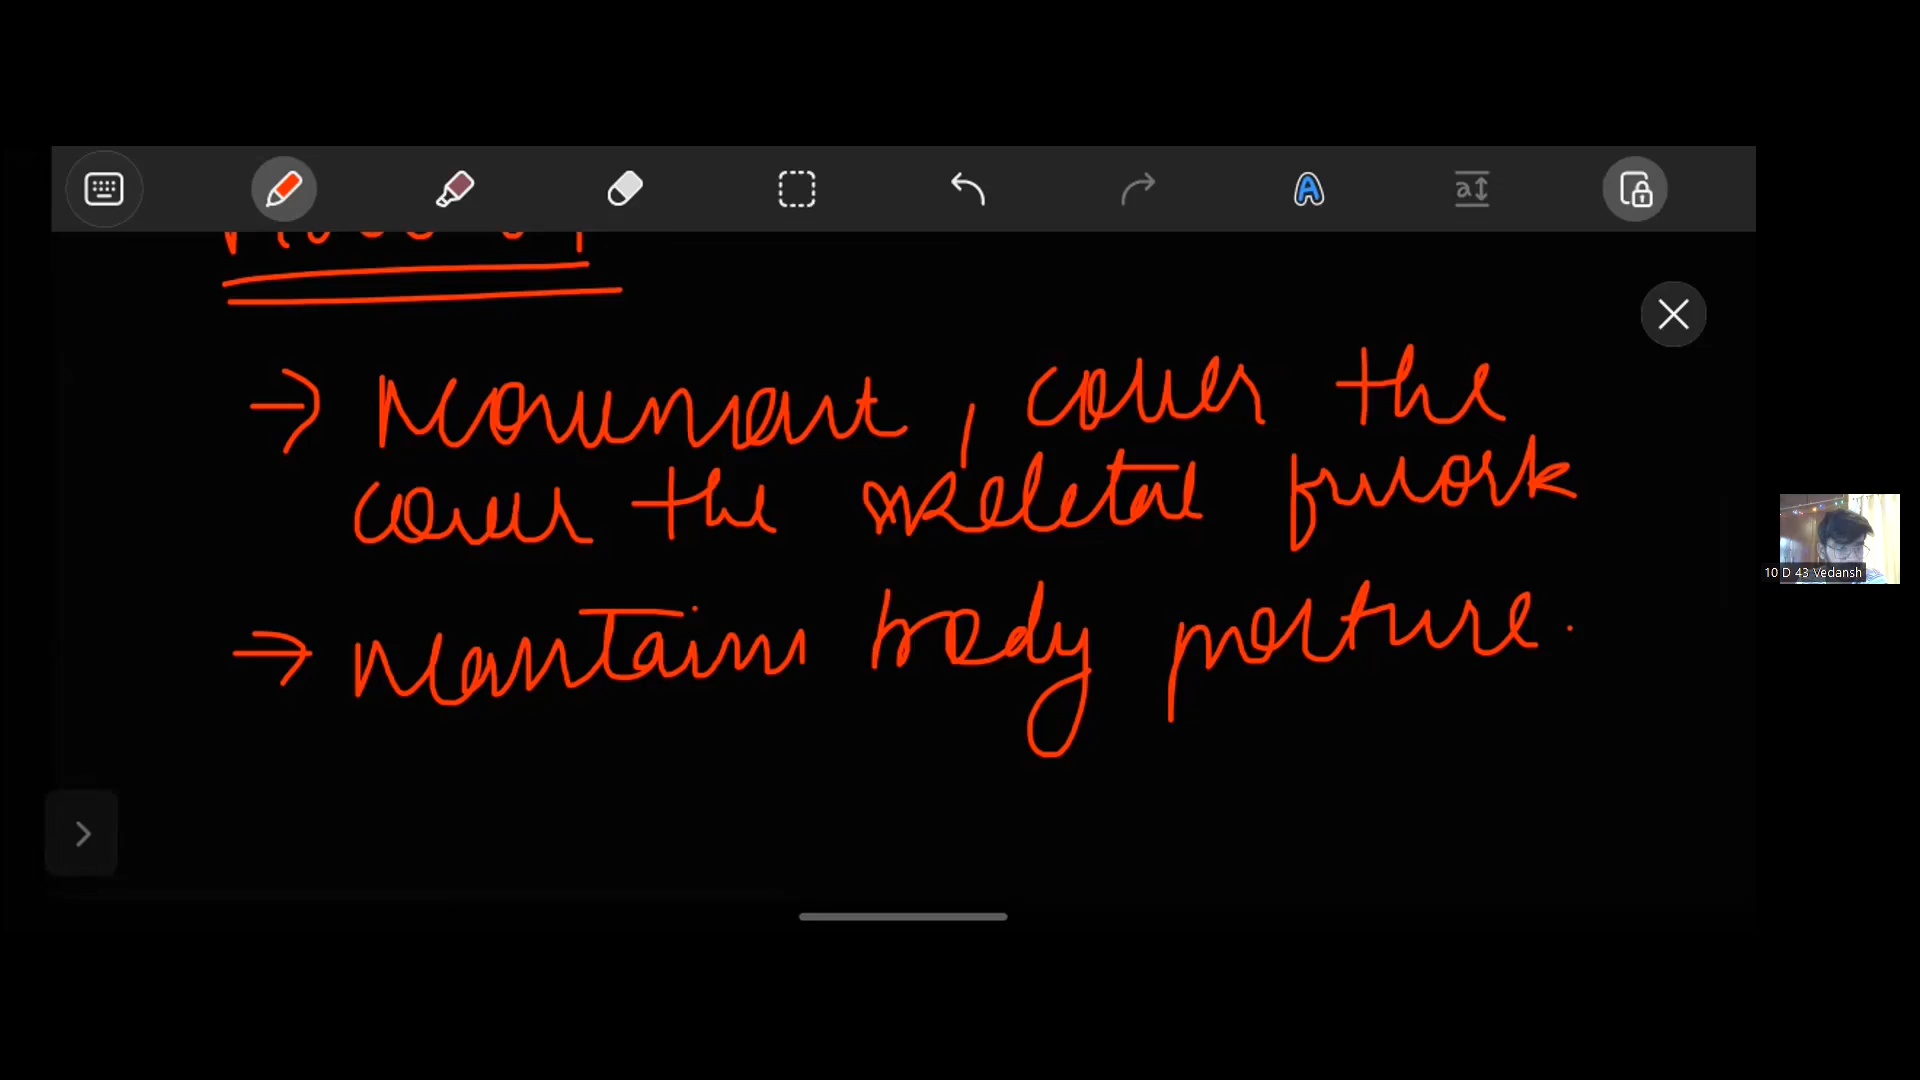 → Movement, cover the
cover the skeletal frwork
→ Maintain body posture.
10 D 43 Vedansh